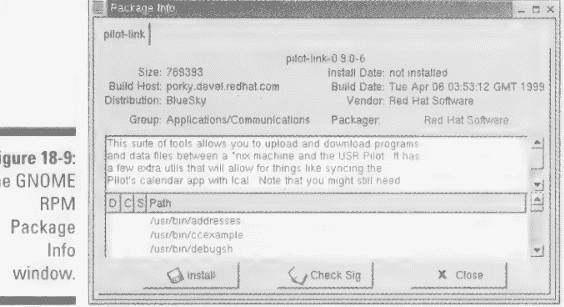 Package Info
pilot-link
pilot-link-0.9.0-6
Size: 769393 Install Date: not installed
Build Host: porky.devel.redhat.com Build Date: Tue Apr 06 03:53:12 GMT 1999
Distribution: BlueSky Vendor: Red Hat Software
Group: Applications/Communications Packager: Red Hat Software
This suite of tools allows you to upload and download programs
and data files between a *nix machine and the USR Pilot. It has
a few extra utils that will allow for things like syncing the
Pilot's calendar app with Ical. Note that you might still need
D C S Path
/usr/bin/addresses
/usr/bin/ccexample
/usr/bin/debugsh
Install Check Sig Close
igure 18-9:
e GNOME
RPM
Package
Info
window.